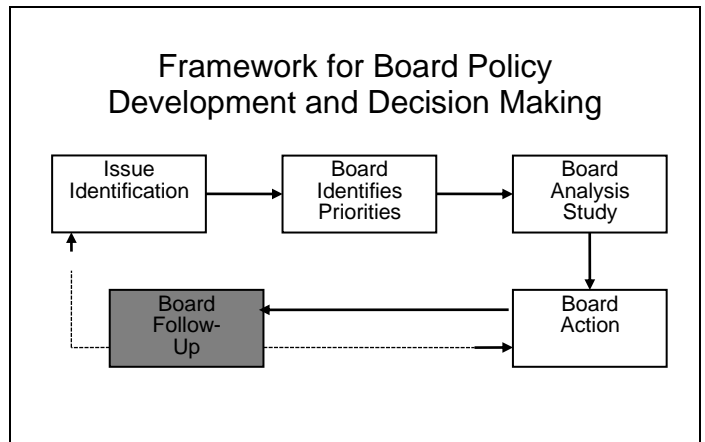 Framework for Board Policy
Development and Decision Making
Issue
Identification
Board
Identifies
Priorities
Board
Analysis
Study
Board
Follow-
Up
Board
Action